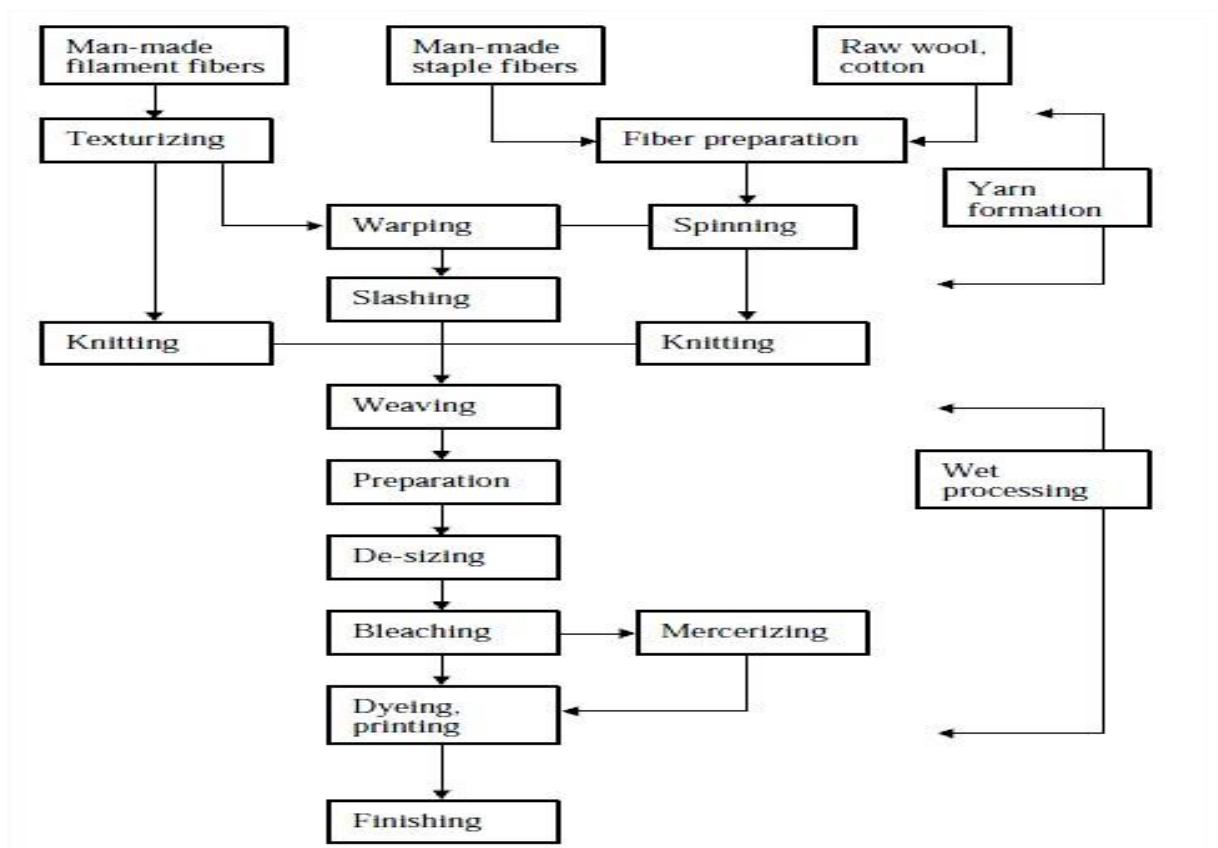 Man-made
filament fibers
Man-made
staple fibers
Raw wool,
cotton
Texturizing
Fiber preparation
Yarn
formation
Warping
Spinning
Slashing
Knitting
Knitting
Weaving
Wet
processing
Preparation
De-sizing
Bleaching
Mercerizing
Dyeing,
printing
Finishing